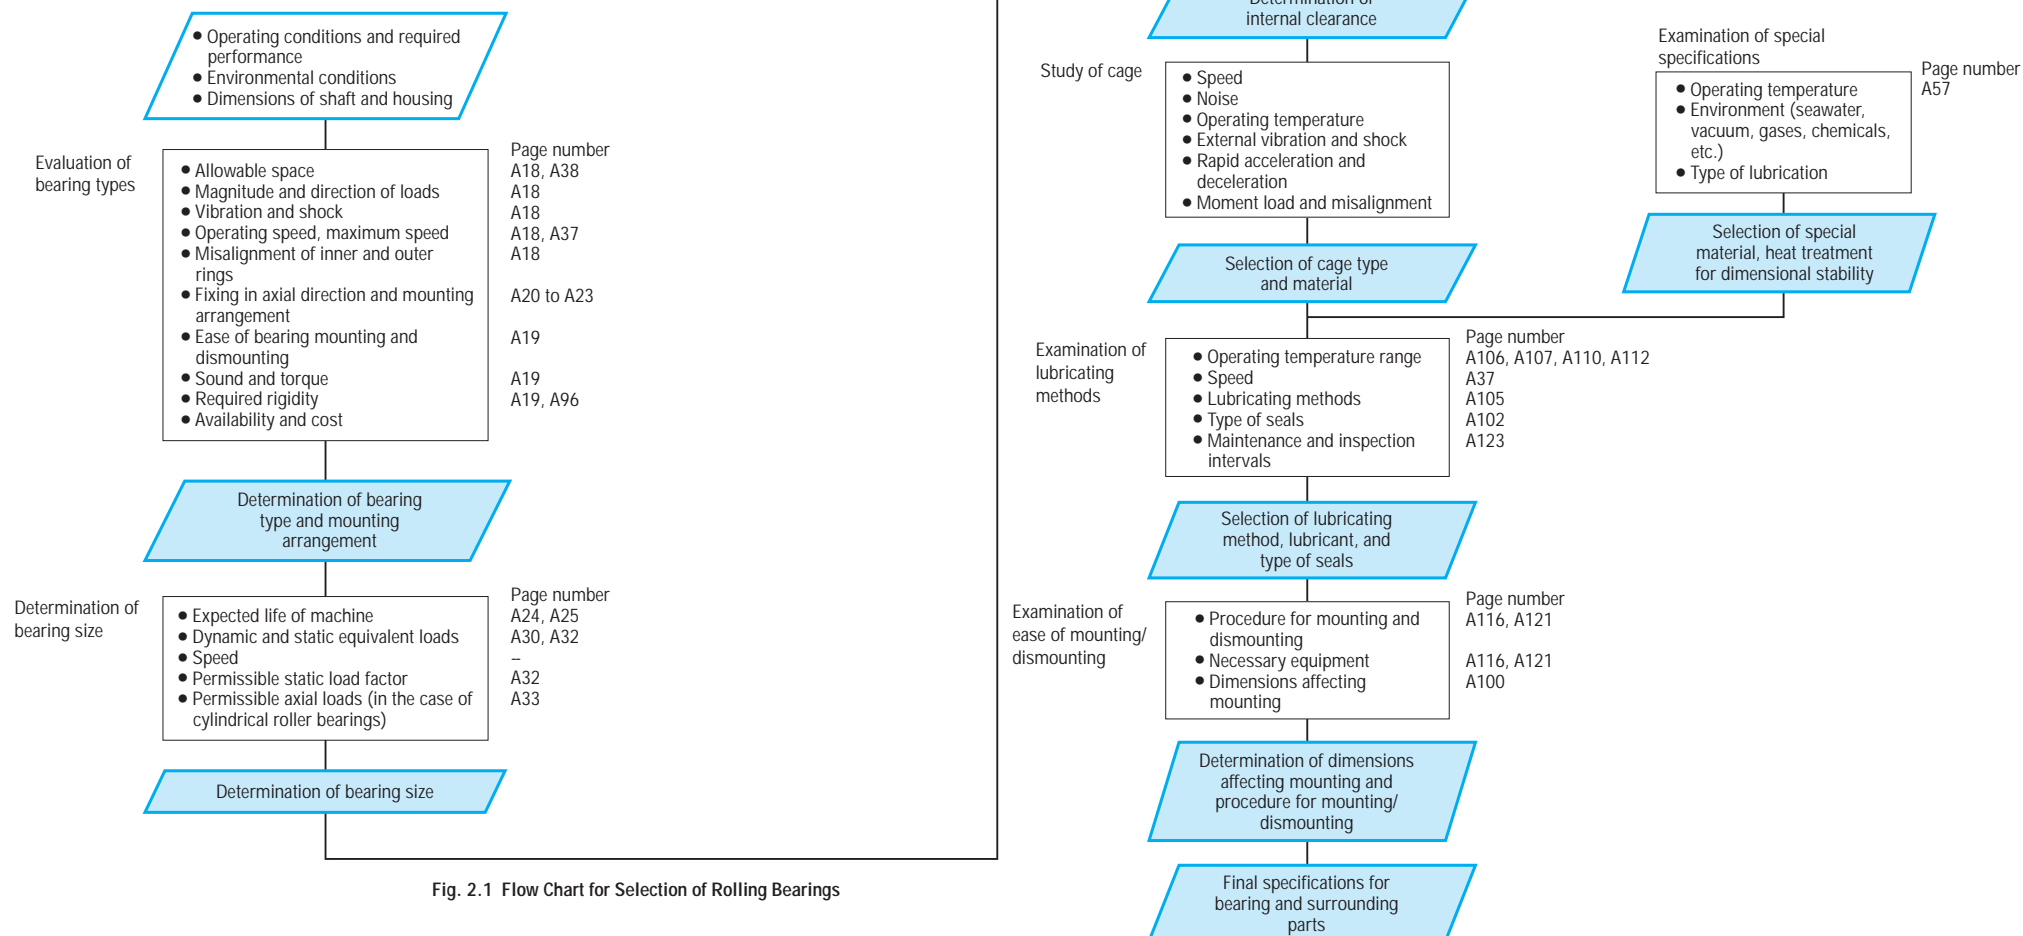 ● Operating conditions and required
performance
● Environmental conditions
● Dimensions of shaft and housing
Evaluation of
bearing types
Page number
● Allowable space A18, A38
● Magnitude and direction of loads A18
● Vibration and shock A18
● Operating speed, maximum speed A18, A37
● Misalignment of inner and outer A18
rings
● Fixing in axial direction and mounting A20 to A23
arrangement
● Ease of bearing mounting and A19
dismounting
● Sound and torque A19
● Required rigidity A19, A96
● Availability and cost
Determination of bearing
type and mounting
arrangement
Determination of
bearing size
Page number
● Expected life of machine A24, A25
● Dynamic and static equivalent loads A30, A32
● Speed –
● Permissible static load factor A32
● Permissible axial loads (in the case of A33
cylindrical roller bearings)
Determination of bearing size
Fig. 2.1 Flow Chart for Selection of Rolling Bearings
Determination of
internal clearance
Study of cage
● Speed
● Noise
● Operating temperature
● External vibration and shock
● Rapid acceleration and
deceleration
● Moment load and misalignment
Selection of cage type
and material
Examination of special
specifications
Page number
A57
● Operating temperature
● Environment (seawater,
vacuum, gases, chemicals,
etc.)
● Type of lubrication
Selection of special
material, heat treatment
for dimensional stability
Examination of
lubricating
methods
Page number
● Operating temperature range A106, A107, A110, A112
● Speed A37
● Lubricating methods A105
● Type of seals A102
● Maintenance and inspection A123
intervals
Selection of lubricating
method, lubricant, and
type of seals
Examination of
ease of mounting/
dismounting
Page number
● Procedure for mounting and A116, A121
dismounting
● Necessary equipment A116, A121
● Dimensions affecting A100
mounting
Determination of dimensions
affecting mounting and
procedure for mounting/
dismounting
Final specifications for
bearing and surrounding
parts